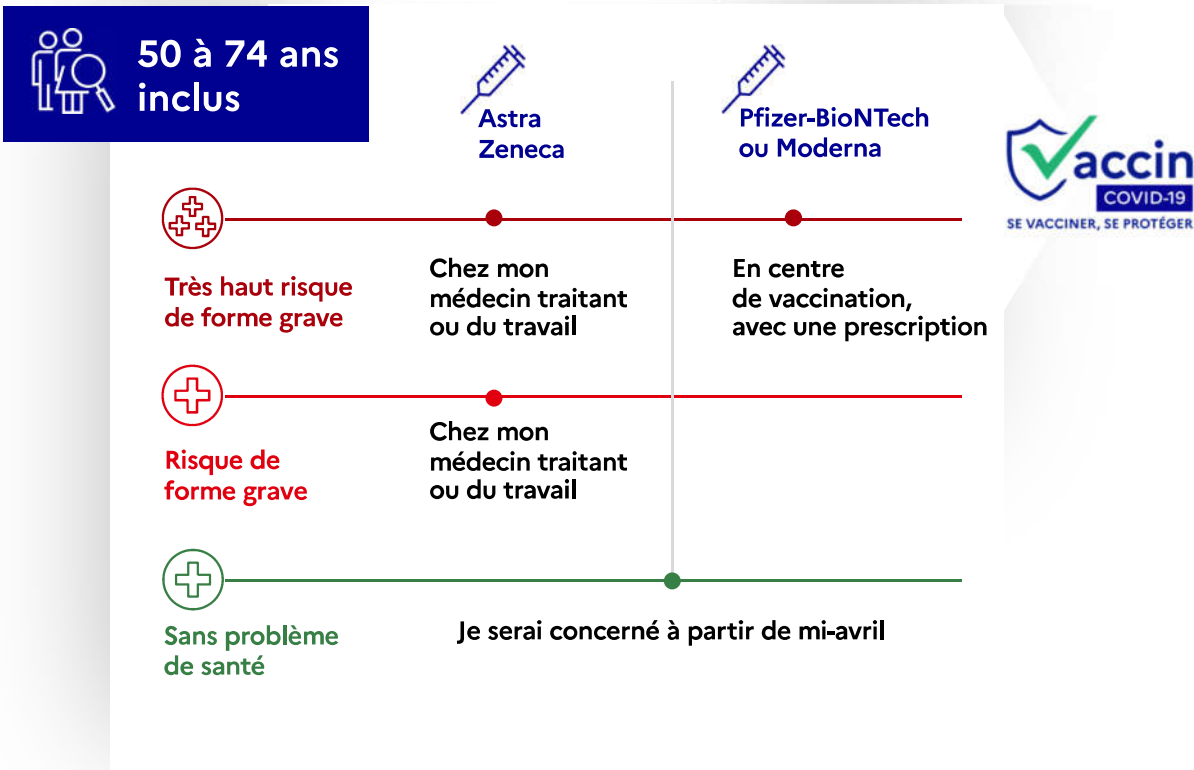 50 à 74 ans
inclus
Astra
Zeneca
Pfizer-BioNTech
ou Moderna
Vaccin
COVID-19
SE VACCINER, SE PROTÉGER
Très haut risque
de forme grave
Chez mon
médecin traitant
ou du travail
En centre
de vaccination,
avec une prescription
Risque de
forme grave
Chez mon
médecin traitant
ou du travail
Sans problème
de santé
Je serai concerné à partir de mi-avril